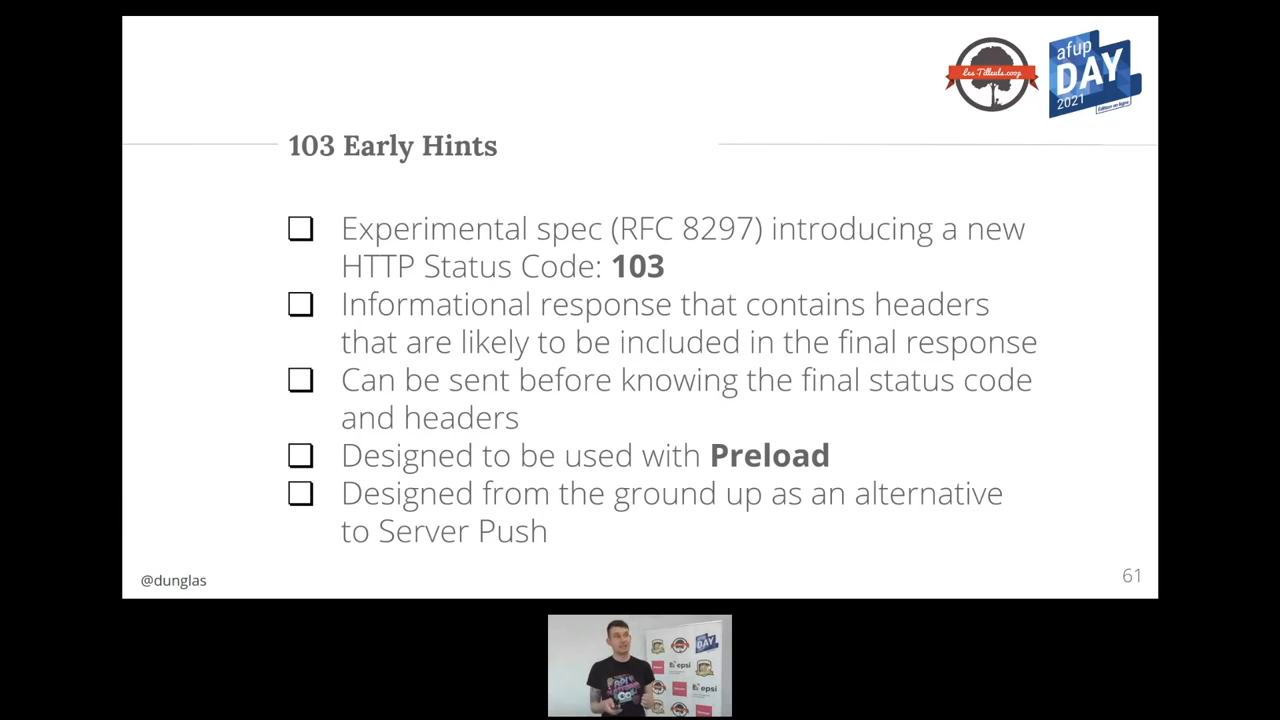 Les-Tilleuls.coop
afup
DAY
2021
103 Early Hints
Experimental spec (RFC 8297) introducing a new
HTTP Status Code: 103
Informational response that contains headers
that are likely to be included in the final response
Can be sent before knowing the final status code
and headers
Designed to be used with Preload
Designed from the ground up as an alternative
to Server Push
@dunglas
61
DAY
epsi
epsi